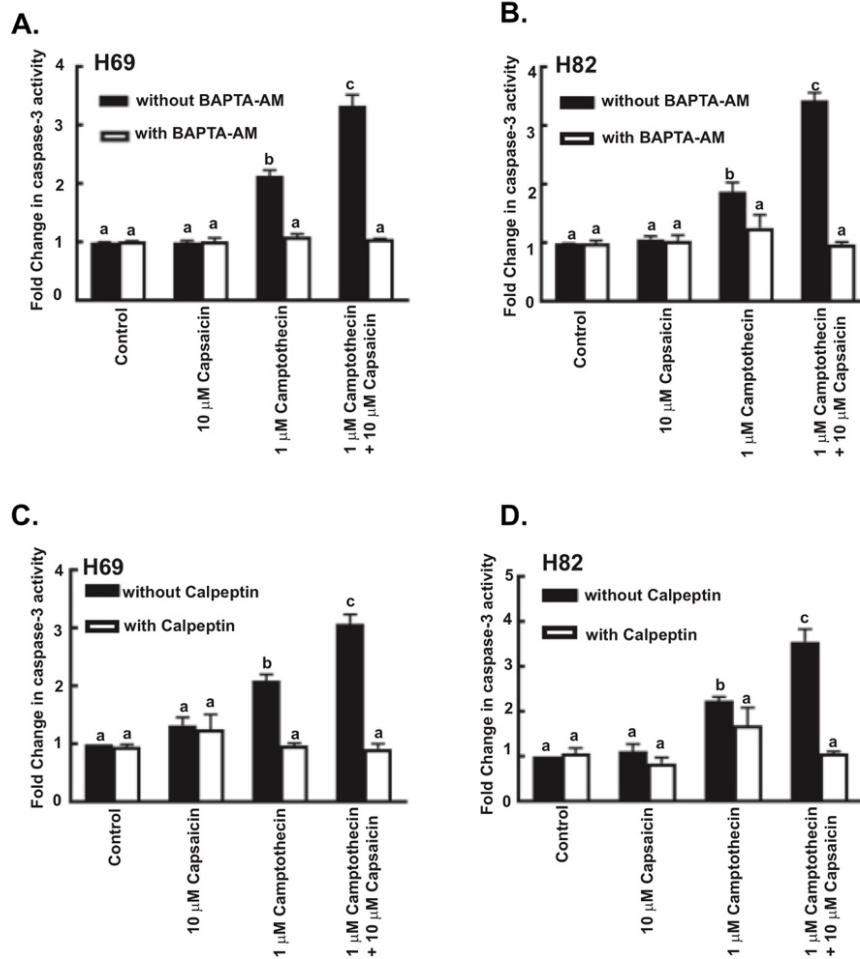 A.
H69
Fold Change in caspase-3 activity
4
3
2
1
0
without BAPTA-AM
with BAPTA-AM
a
a
a
a
b
a
c
a
Control
10 μM Capsaicin
1 μM Camptothecin
1 μM Camptothecin
+ 10 μM Capsaicin
B.
H82
Fold Change in caspase-3 activity
4
3
2
1
0
without BAPTA-AM
with BAPTA-AM
a
a
a
a
b
a
c
a
Control
10 μM Capsaicin
1 μM Camptothecin
1 μM Camptothecin
+ 10 μM Capsaicin
C.
H69
Fold Change in caspase-3 activity
4
3
2
1
0
without Calpeptin
with Calpeptin
a
a
a
a
b
a
c
a
Control
10 μM Capsaicin
1 μM Camptothecin
1 μM Camptothecin
+ 10 μM Capsaicin
D.
H82
Fold Change in caspase-3 activity
5
4
3
2
1
0
without Calpeptin
with Calpeptin
a
a
a
a
b
a
c
a
Control
10 μM Capsaicin
1 μM Camptothecin
1 μM Camptothecin
+ 10 μM Capsaicin